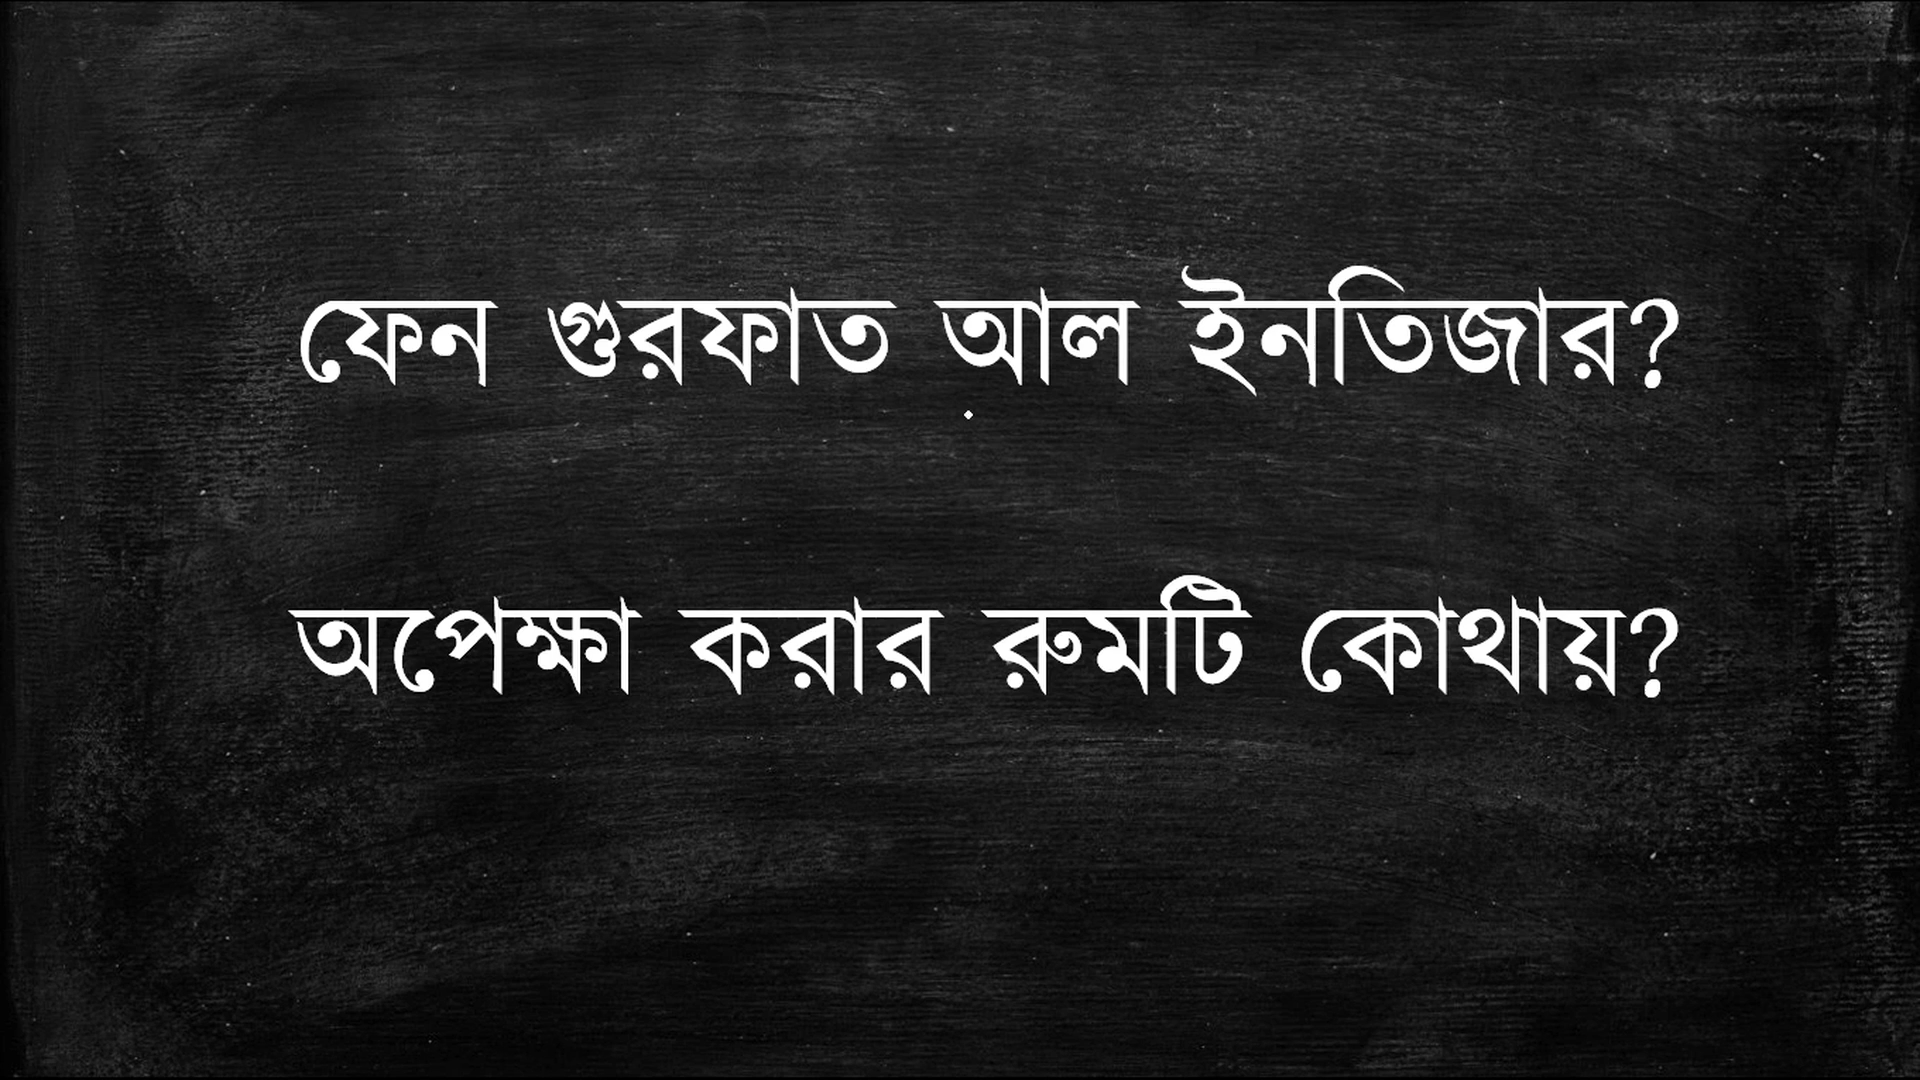 ফেন গুরফাত আল ইনতিজার?
অপেক্ষা করার রুমটি কোথায়?